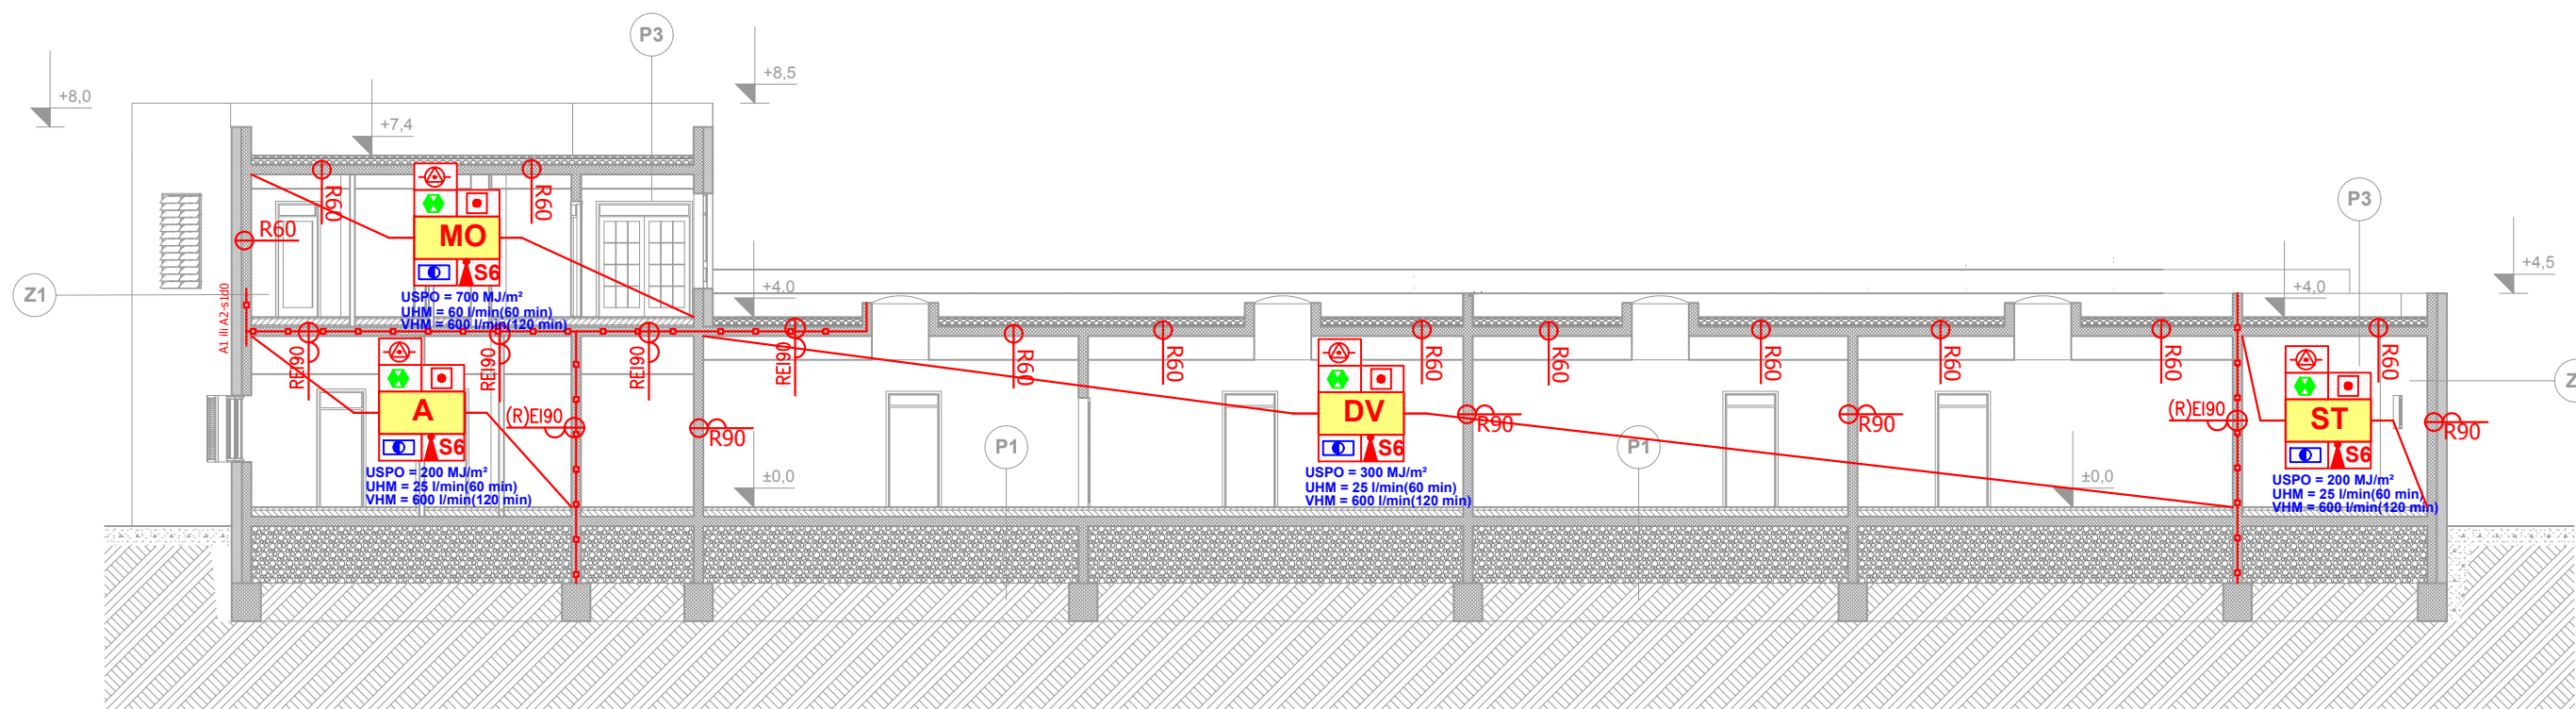 P3
+8,5
+8,0
+7,4
R60
R60
R60
MO
S6
Z1
A1 ili A2-s1d0
USPO = 700 MJ/m²
UHM = 60 l/min(60 min)
VHM = 600 l/min(120 min)
+4,0
P3
+4,5
+4,0
REI90
REI90
REI90
REI90
R60
R60
R60
R60
R60
R60
R60
R60
A
S6
(R)EI90
R90
USPO = 200 MJ/m²
UHM = 25 l/min(60 min)
VHM = 600 l/min(120 min)
±0,0
P1
DV
S6
R90
USPO = 300 MJ/m²
UHM = 25 l/min(60 min)
VHM = 600 l/min(120 min)
P1
R90
±0,0
(R)EI90
ST
S6
R90
USPO = 200 MJ/m²
UHM = 25 l/min(60 min)
VHM = 600 l/min(120 min)